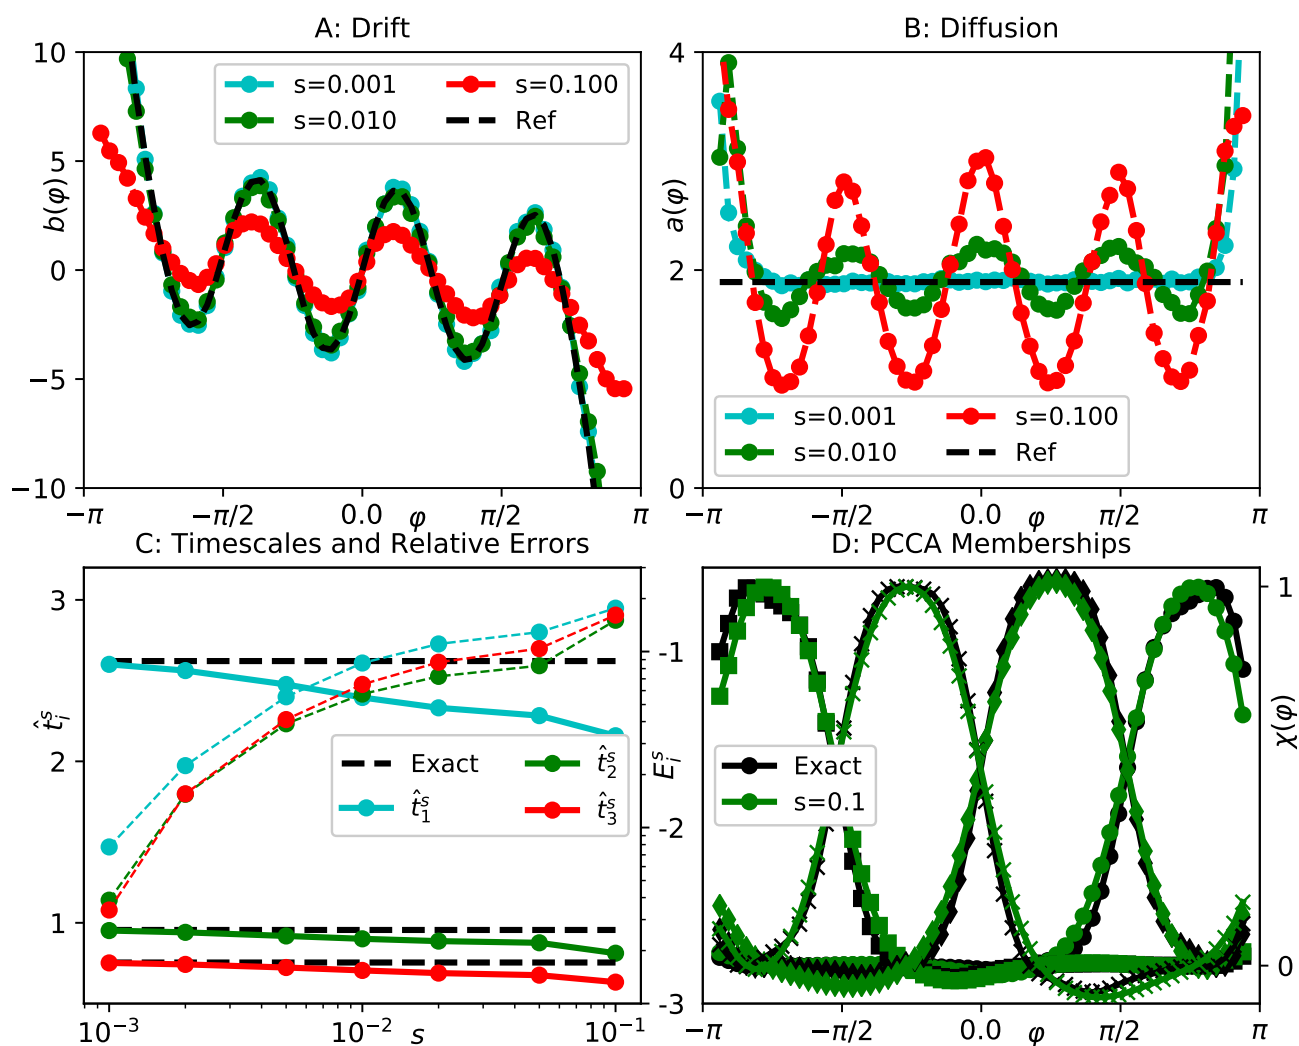 A: Drift
10
5
0
−5
−10
b(φ)
s=0.001
s=0.010
s=0.100
Ref
−π
−π/2
0.0
φ
π/2
π
B: Diffusion
4
2
0
a(φ)
s=0.001
s=0.010
s=0.100
Ref
−π
−π/2
0.0
φ
π/2
π
C: Timescales and Relative Errors
3
2
1
t̂ᵢˢ
Exact
t̂₁ˢ
t̂₂ˢ
t̂₃ˢ
-1
-2
-3
Eᵢˢ
10⁻³
10⁻²
10⁻¹
s
D: PCCA Memberships
Exact
s=0.1
1
0
χ(φ)
−π
−π/2
0.0
φ
π/2
π